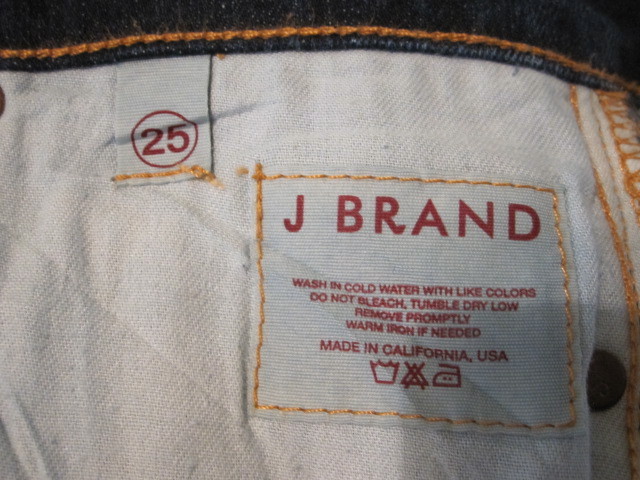 25
J BRAND
WASH IN COLD WATER WITH LIKE COLORS
DO NOT BLEACH, TUMBLE DRY LOW
REMOVE PROMPTLY
WARM IRON IF NEEDED
MADE IN CALIFORNIA, USA